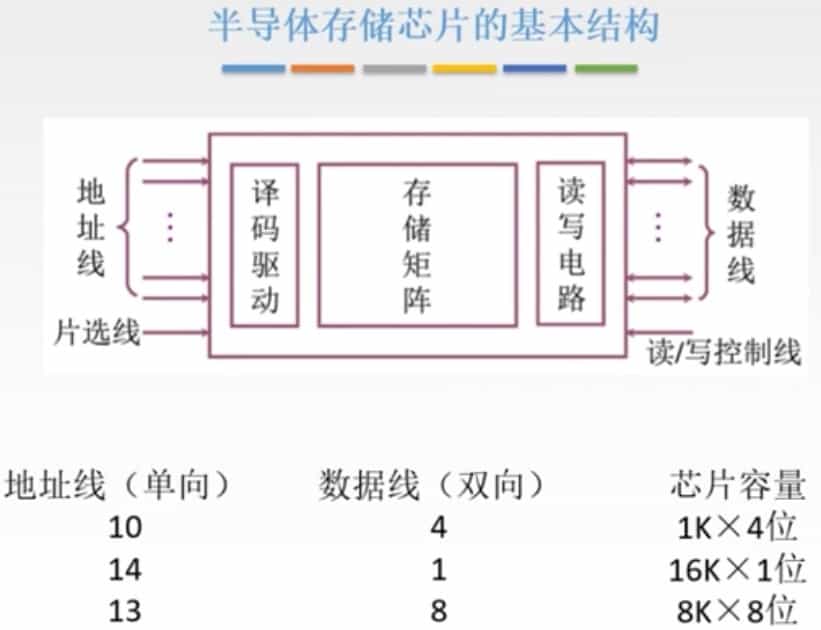 半导体存储芯片的基本结构
地址线
译码驱动
存储矩阵
读写电路
数据线
片选线
读/写控制线
地址线（单向） 数据线（双向） 芯片容量
10 4 1K×4位
14 1 16K×1位
13 8 8K×8位